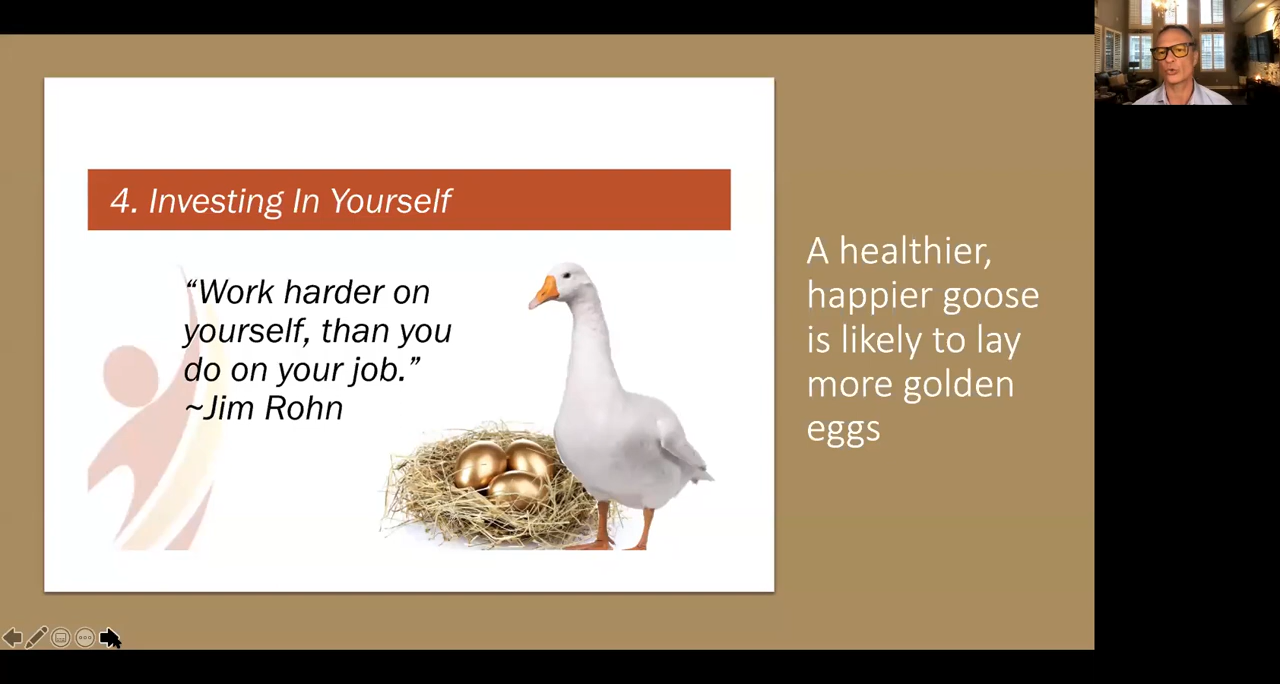 4. Investing In Yourself
“Work harder on
yourself, than you
do on your job.”
~Jim Rohn
A healthier,
happier goose
is likely to lay
more golden
eggs